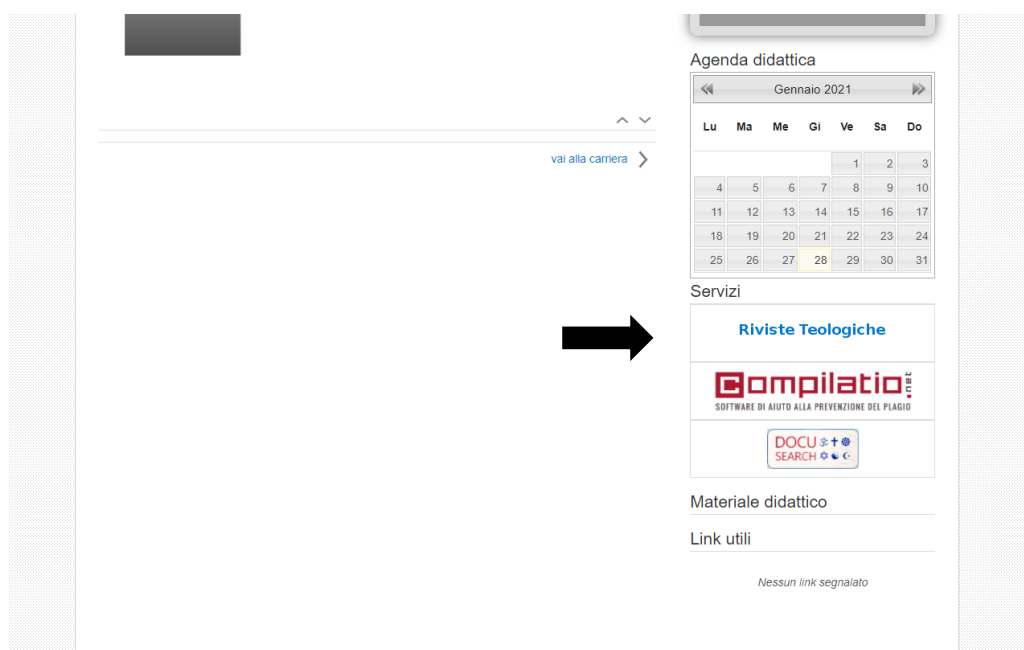 Agenda didattica
Gennaio 2021
Lu Ma Me Gi Ve Sa Do
vai alla carriera
1 2 3
4 5 6 7 8 9 10
11 12 13 14 15 16 17
18 19 20 21 22 23 24
25 26 27 28 29 30 31
Servizi
Riviste Teologiche
Compilatio.net
SOFTWARE DI AIUTO ALLA PREVENZIONE DEL PLAGIO
DOCU
SEARCH
Materiale didattico
Link utili
Nessun link segnalato